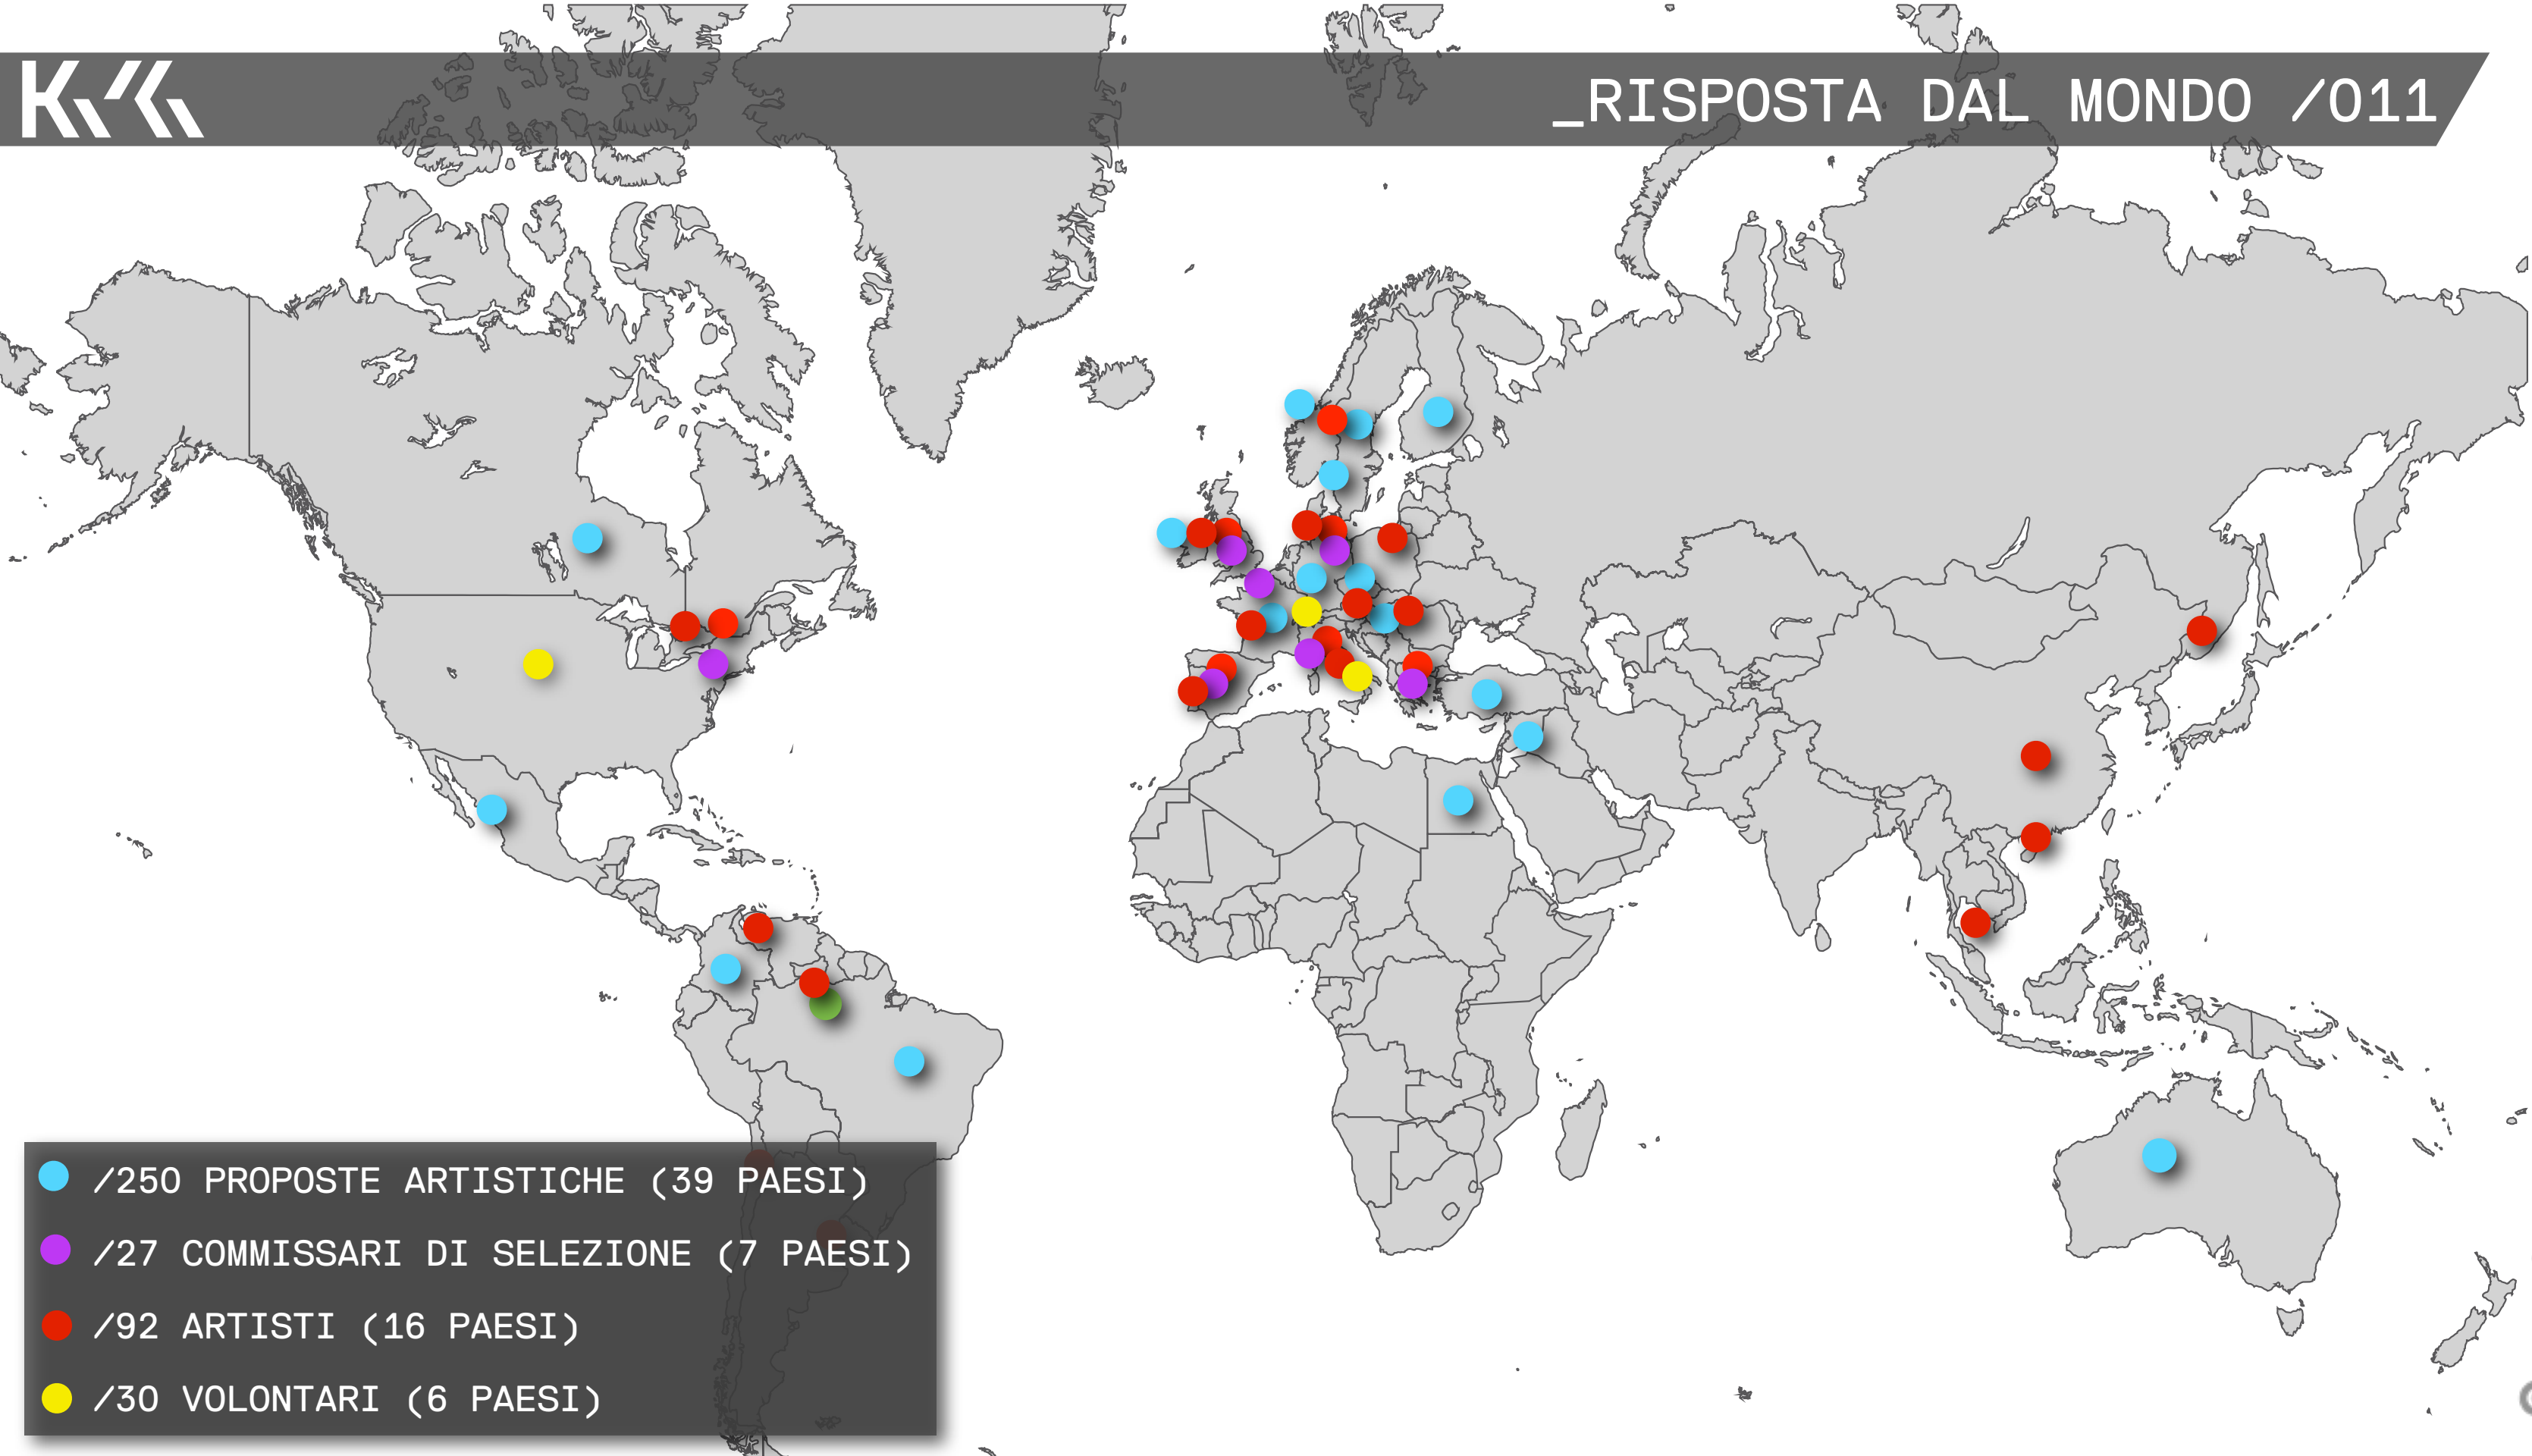 _RISPOSTA DAL MONDO /011
/250 PROPOSTE ARTISTICHE (39 PAESI)
/27 COMMISSARI DI SELEZIONE (7 PAESI)
/92 ARTISTI (16 PAESI)
/30 VOLONTARI (6 PAESI)